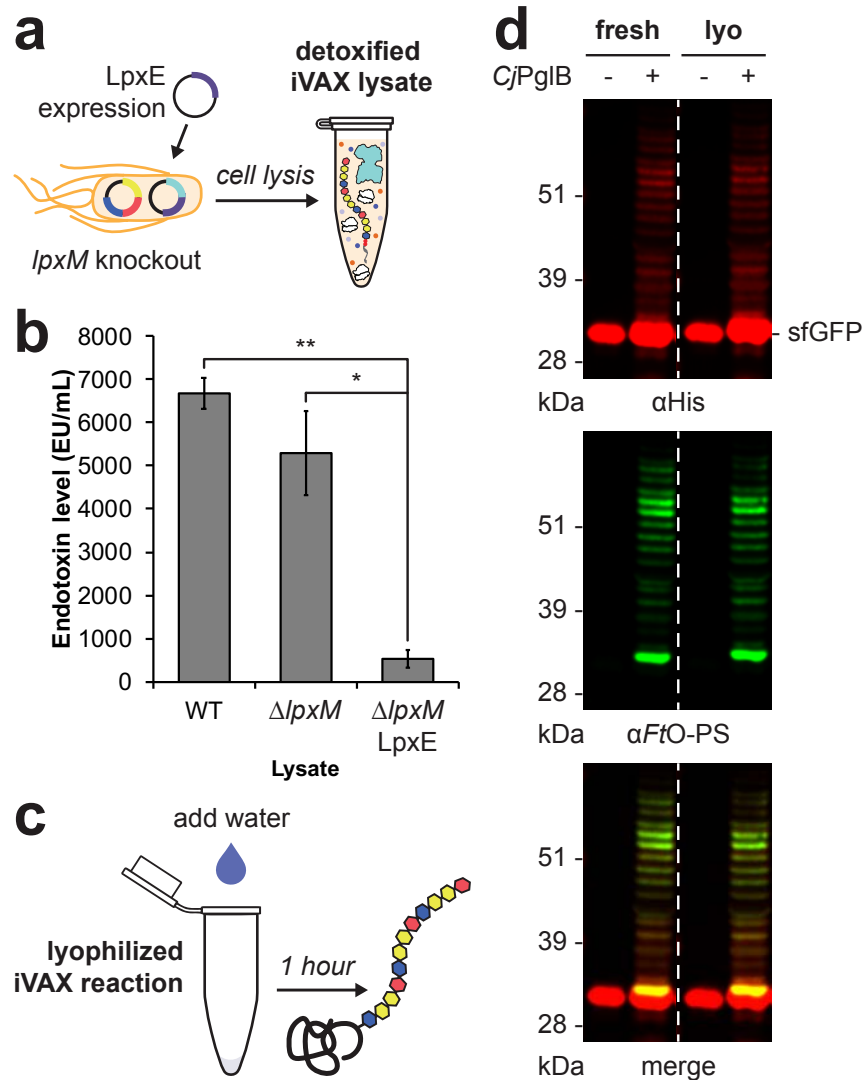 a
LpxE
expression
lpxM knockout
cell lysis
detoxified
iVAX lysate
b
Endotoxin level (EU/mL)
8000
7000
6000
5000
4000
3000
2000
1000
0
**
*
WT
ΔlpxM
ΔlpxM
LpxE
Lysate
c
add water
lyophilized
iVAX reaction
1 hour
d
fresh lyo
CjPglB - + - +
51 -
39 -
- sfGFP
28 -
kDa αHis
51 -
39 -
28 -
kDa αFtO-PS
51 -
39 -
28 -
kDa merge